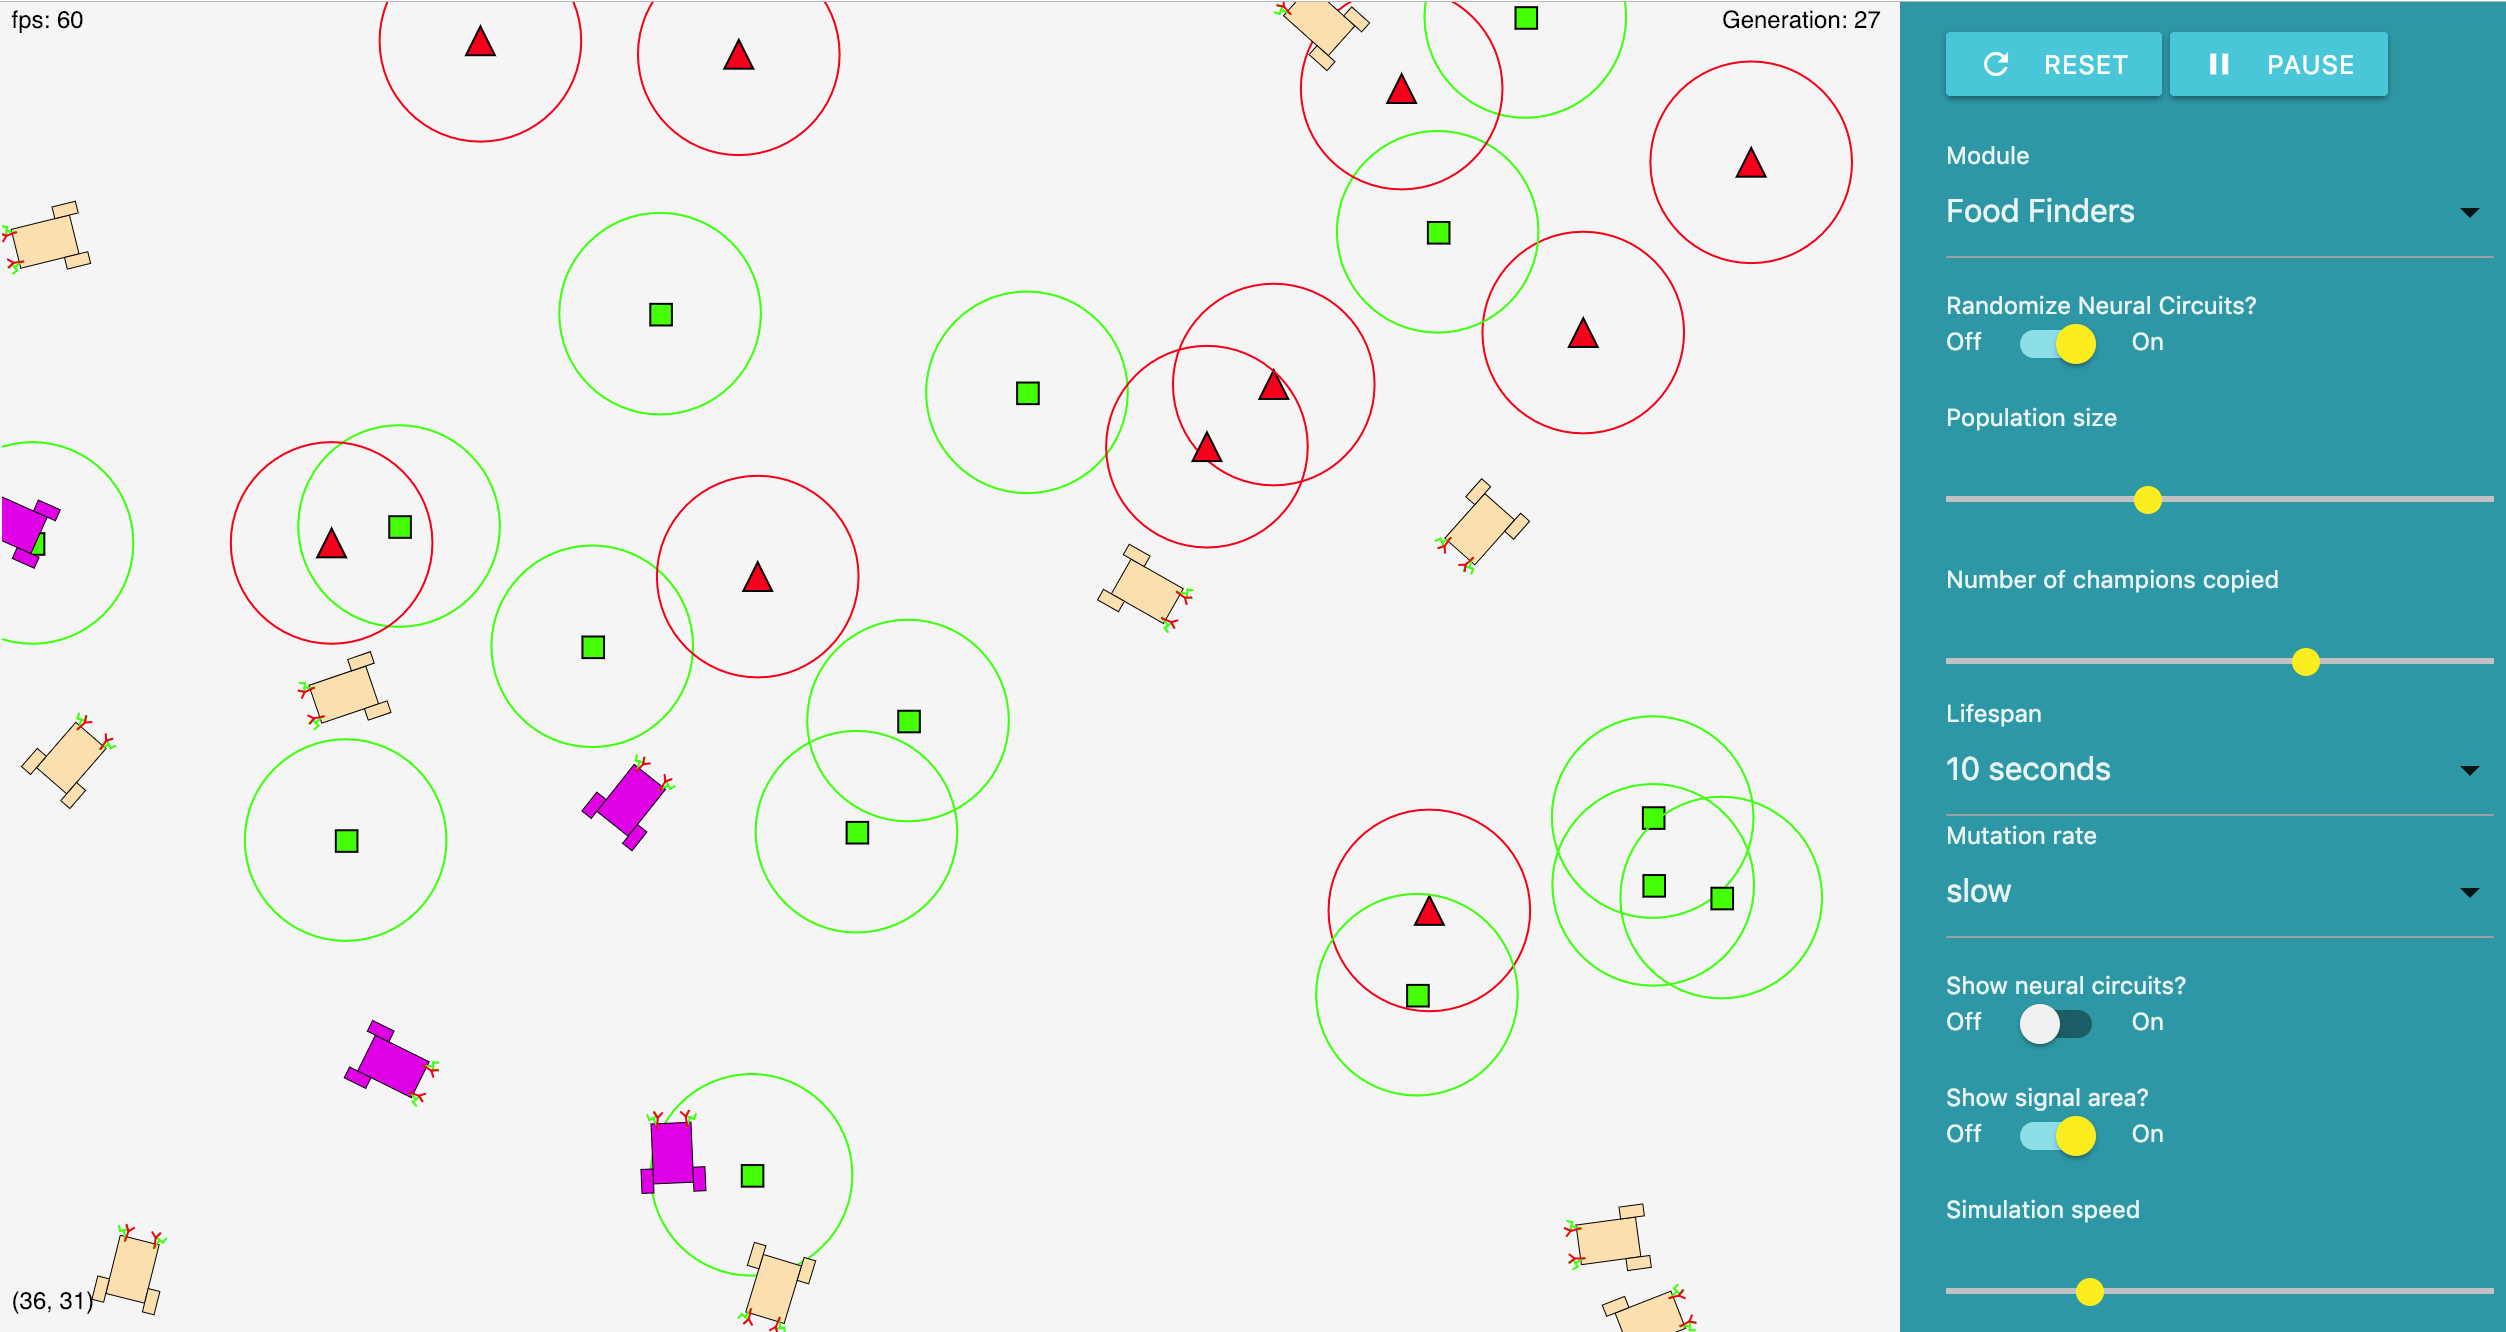 fps: 60
Generation: 27
RESET
PAUSE
Module
Food Finders
Randomize Neural Circuits?
Off On
Population size
Number of champions copied
Lifespan
10 seconds
Mutation rate
slow
Show neural circuits?
Off On
Show signal area?
Off On
Simulation speed
(36, 31)